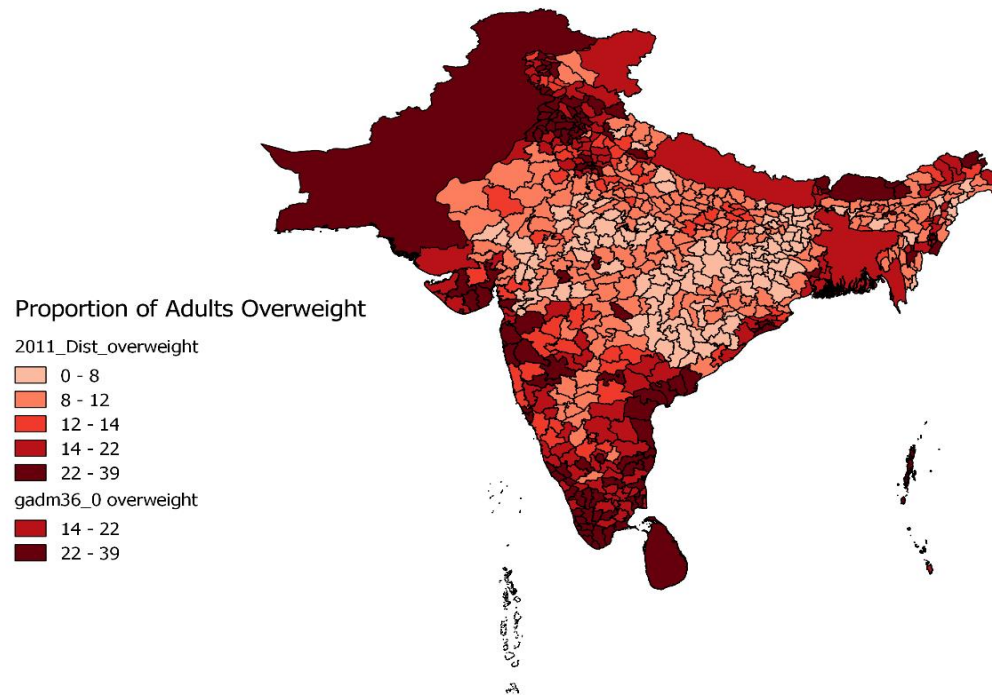 Proportion of Adults Overweight
2011_Dist_overweight
0 - 8
8 - 12
12 - 14
14 - 22
22 - 39
gadm36_0 overweight
14 - 22
22 - 39